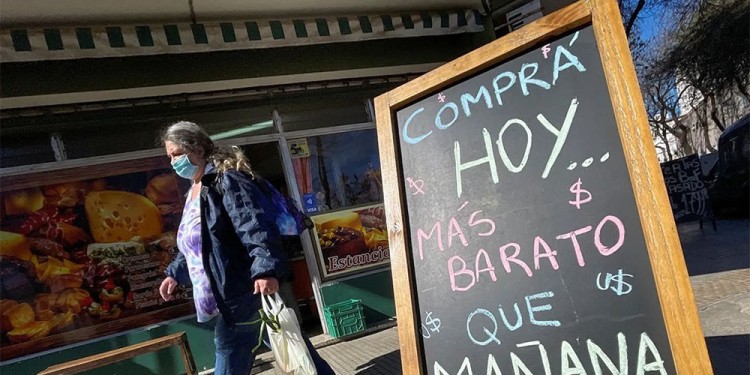 COMPRÁ
$
HOY...
$
$
MÁS
BARATO
U$
U$
QUE
MAÑANA
Estancia